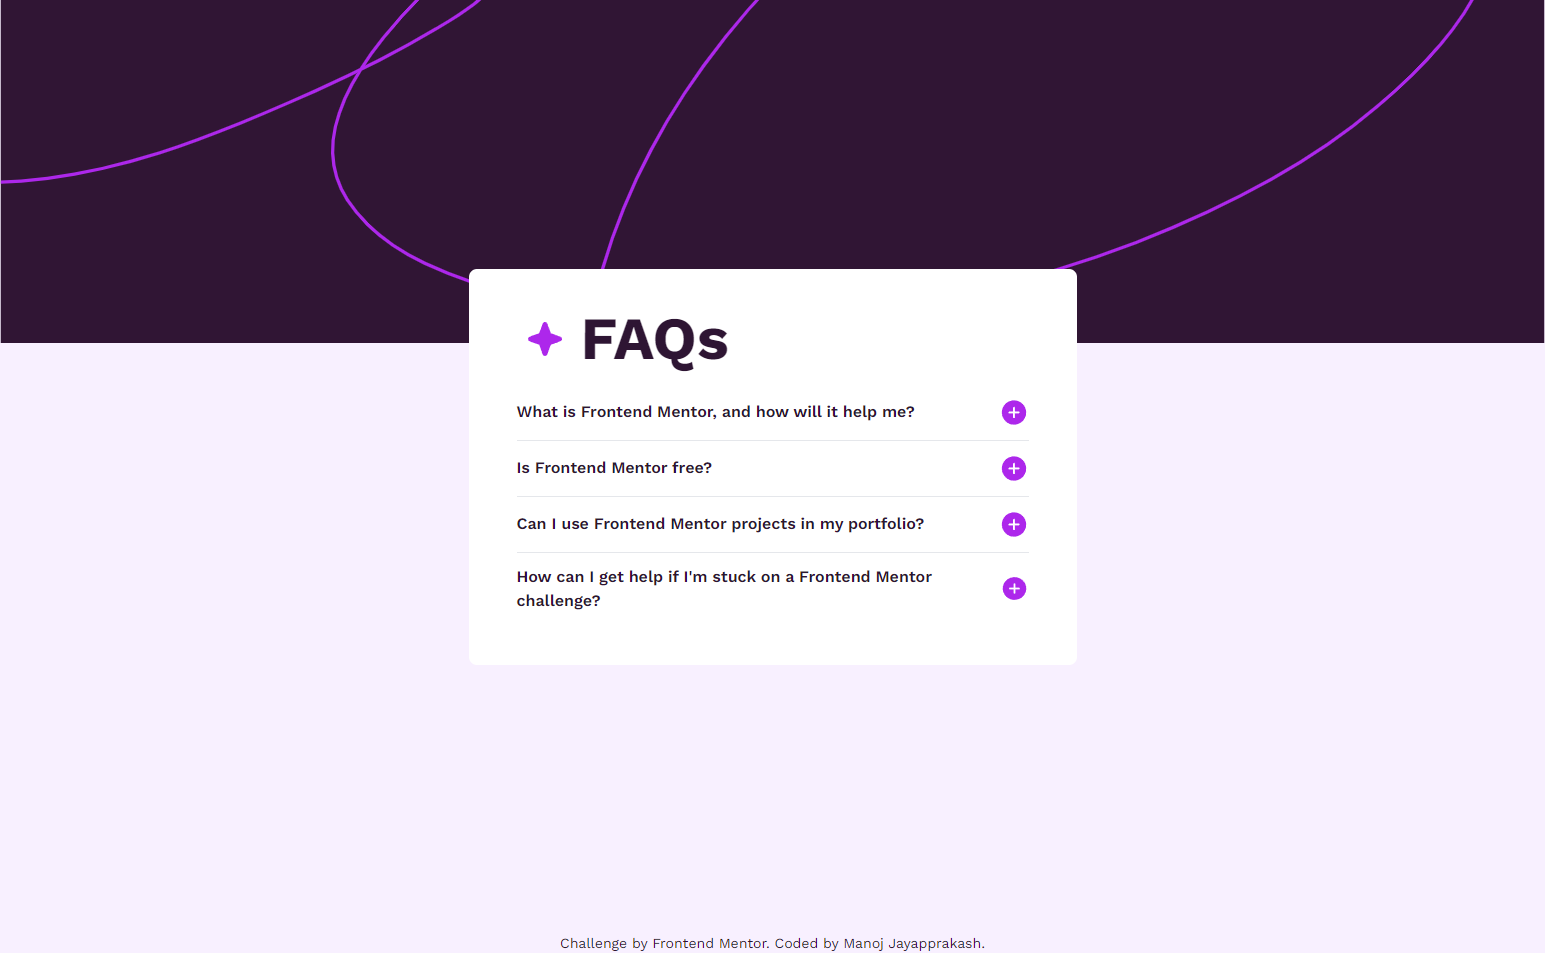 FAQs
What is Frontend Mentor, and how will it help me?
Is Frontend Mentor free?
Can I use Frontend Mentor projects in my portfolio?
How can I get help if I'm stuck on a Frontend Mentor
challenge?
Challenge by Frontend Mentor. Coded by Manoj Jayapprakash.